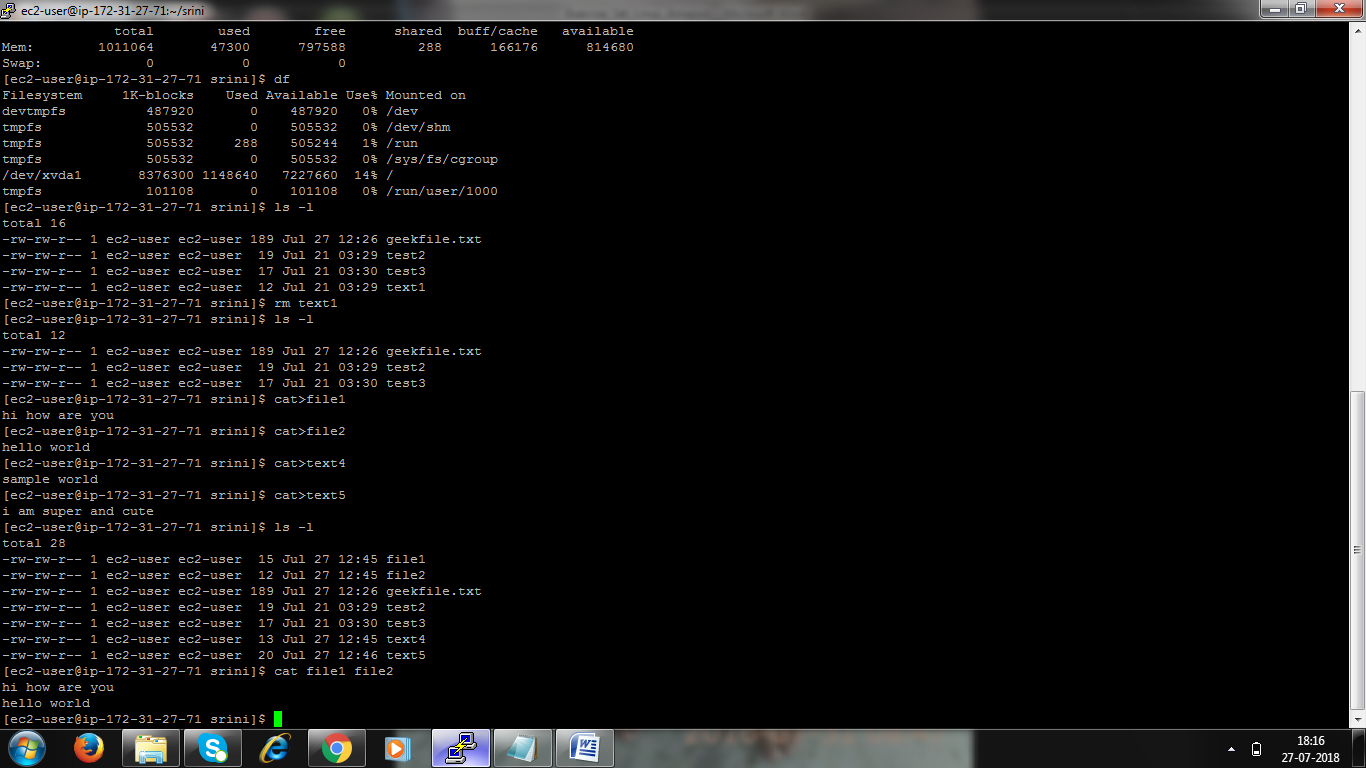 ec2-user@ip-172-31-27-71:~/srini
              total        used        free      shared  buff/cache   available
Mem:        1011064       47300      797588         288      166176      814680
Swap:             0           0           0
[ec2-user@ip-172-31-27-71 srini]$ df
Filesystem     1K-blocks    Used Available Use% Mounted on
devtmpfs          487920       0    487920   0% /dev
tmpfs             505532       0    505532   0% /dev/shm
tmpfs             505532     288    505244   1% /run
tmpfs             505532       0    505532   0% /sys/fs/cgroup
/dev/xvda1       8376300 1148640   7227660  14% /
tmpfs             101108       0    101108   0% /run/user/1000
[ec2-user@ip-172-31-27-71 srini]$ ls -l
total 16
-rw-rw-r-- 1 ec2-user ec2-user 189 Jul 27 12:26 geekfile.txt
-rw-rw-r-- 1 ec2-user ec2-user  19 Jul 21 03:29 test2
-rw-rw-r-- 1 ec2-user ec2-user  17 Jul 21 03:30 test3
-rw-rw-r-- 1 ec2-user ec2-user  12 Jul 21 03:29 text1
[ec2-user@ip-172-31-27-71 srini]$ rm text1
[ec2-user@ip-172-31-27-71 srini]$ ls -l
total 12
-rw-rw-r-- 1 ec2-user ec2-user 189 Jul 27 12:26 geekfile.txt
-rw-rw-r-- 1 ec2-user ec2-user  19 Jul 21 03:29 test2
-rw-rw-r-- 1 ec2-user ec2-user  17 Jul 21 03:30 test3
[ec2-user@ip-172-31-27-71 srini]$ cat>file1
hi how are you
[ec2-user@ip-172-31-27-71 srini]$ cat>file2
hello world
[ec2-user@ip-172-31-27-71 srini]$ cat>text4
sample world
[ec2-user@ip-172-31-27-71 srini]$ cat>text5
i am super and cute
[ec2-user@ip-172-31-27-71 srini]$ ls -l
total 28
-rw-rw-r-- 1 ec2-user ec2-user  15 Jul 27 12:45 file1
-rw-rw-r-- 1 ec2-user ec2-user  12 Jul 27 12:45 file2
-rw-rw-r-- 1 ec2-user ec2-user 189 Jul 27 12:26 geekfile.txt
-rw-rw-r-- 1 ec2-user ec2-user  19 Jul 21 03:29 test2
-rw-rw-r-- 1 ec2-user ec2-user  17 Jul 21 03:30 test3
-rw-rw-r-- 1 ec2-user ec2-user  13 Jul 27 12:45 text4
-rw-rw-r-- 1 ec2-user ec2-user  20 Jul 27 12:46 text5
[ec2-user@ip-172-31-27-71 srini]$ cat file1 file2
hi how are you
hello world
[ec2-user@ip-172-31-27-71 srini]$
18:16
27-07-2018